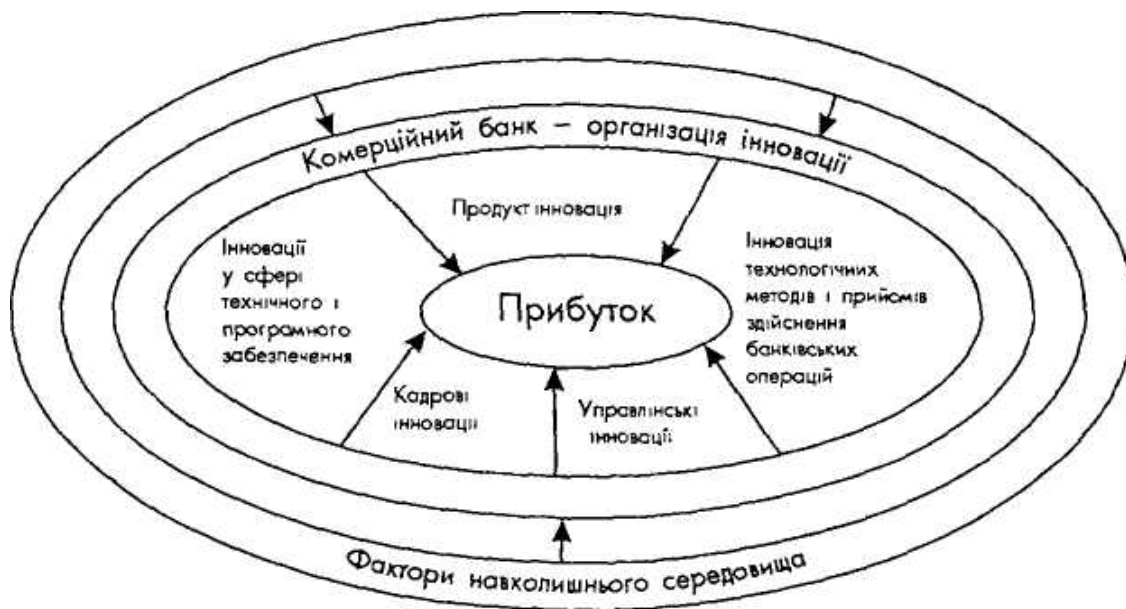 Комерційний банк – організація інновації
Продукт інновація
Інновації
у сфері
технічного і
програмного
забезпечення
Прибуток
Інновація
технологічних
методів і прийомів
здійснення
банківських
операцій
Кадрові
інновації
Управлінські
інновації
Фактори навколишнього середовища